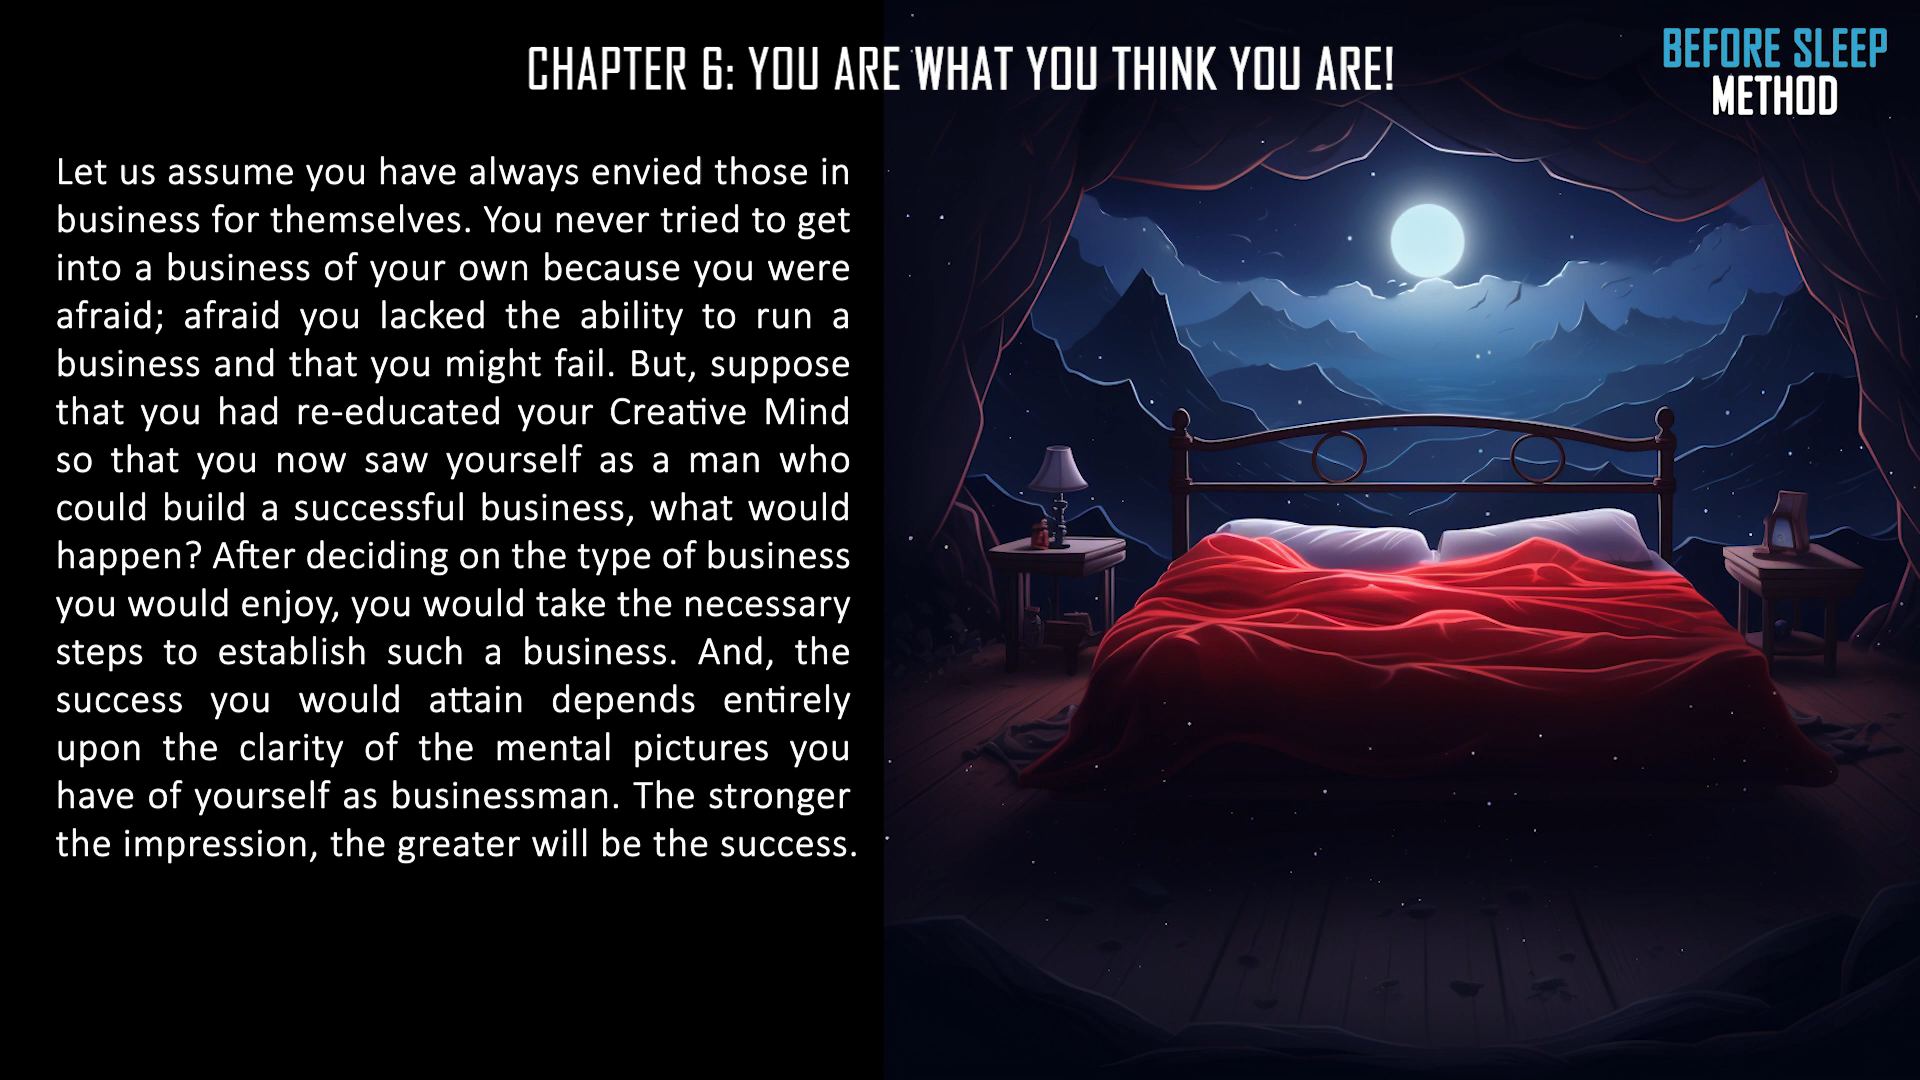 CHAPTER 6: YOU ARE WHAT YOU THINK YOU ARE!
BEFORE SLEEP
METHOD
Let us assume you have always envied those in
business for themselves. You never tried to get
into a business of your own because you were
afraid; afraid you lacked the ability to run a
business and that you might fail. But, suppose
that you had re-educated your Creative Mind
so that you now saw yourself as a man who
could build a successful business, what would
happen? After deciding on the type of business
you would enjoy, you would take the necessary
steps to establish such a business. And, the
success you would attain depends entirely
upon the clarity of the mental pictures you
have of yourself as businessman. The stronger
the impression, the greater will be the success.